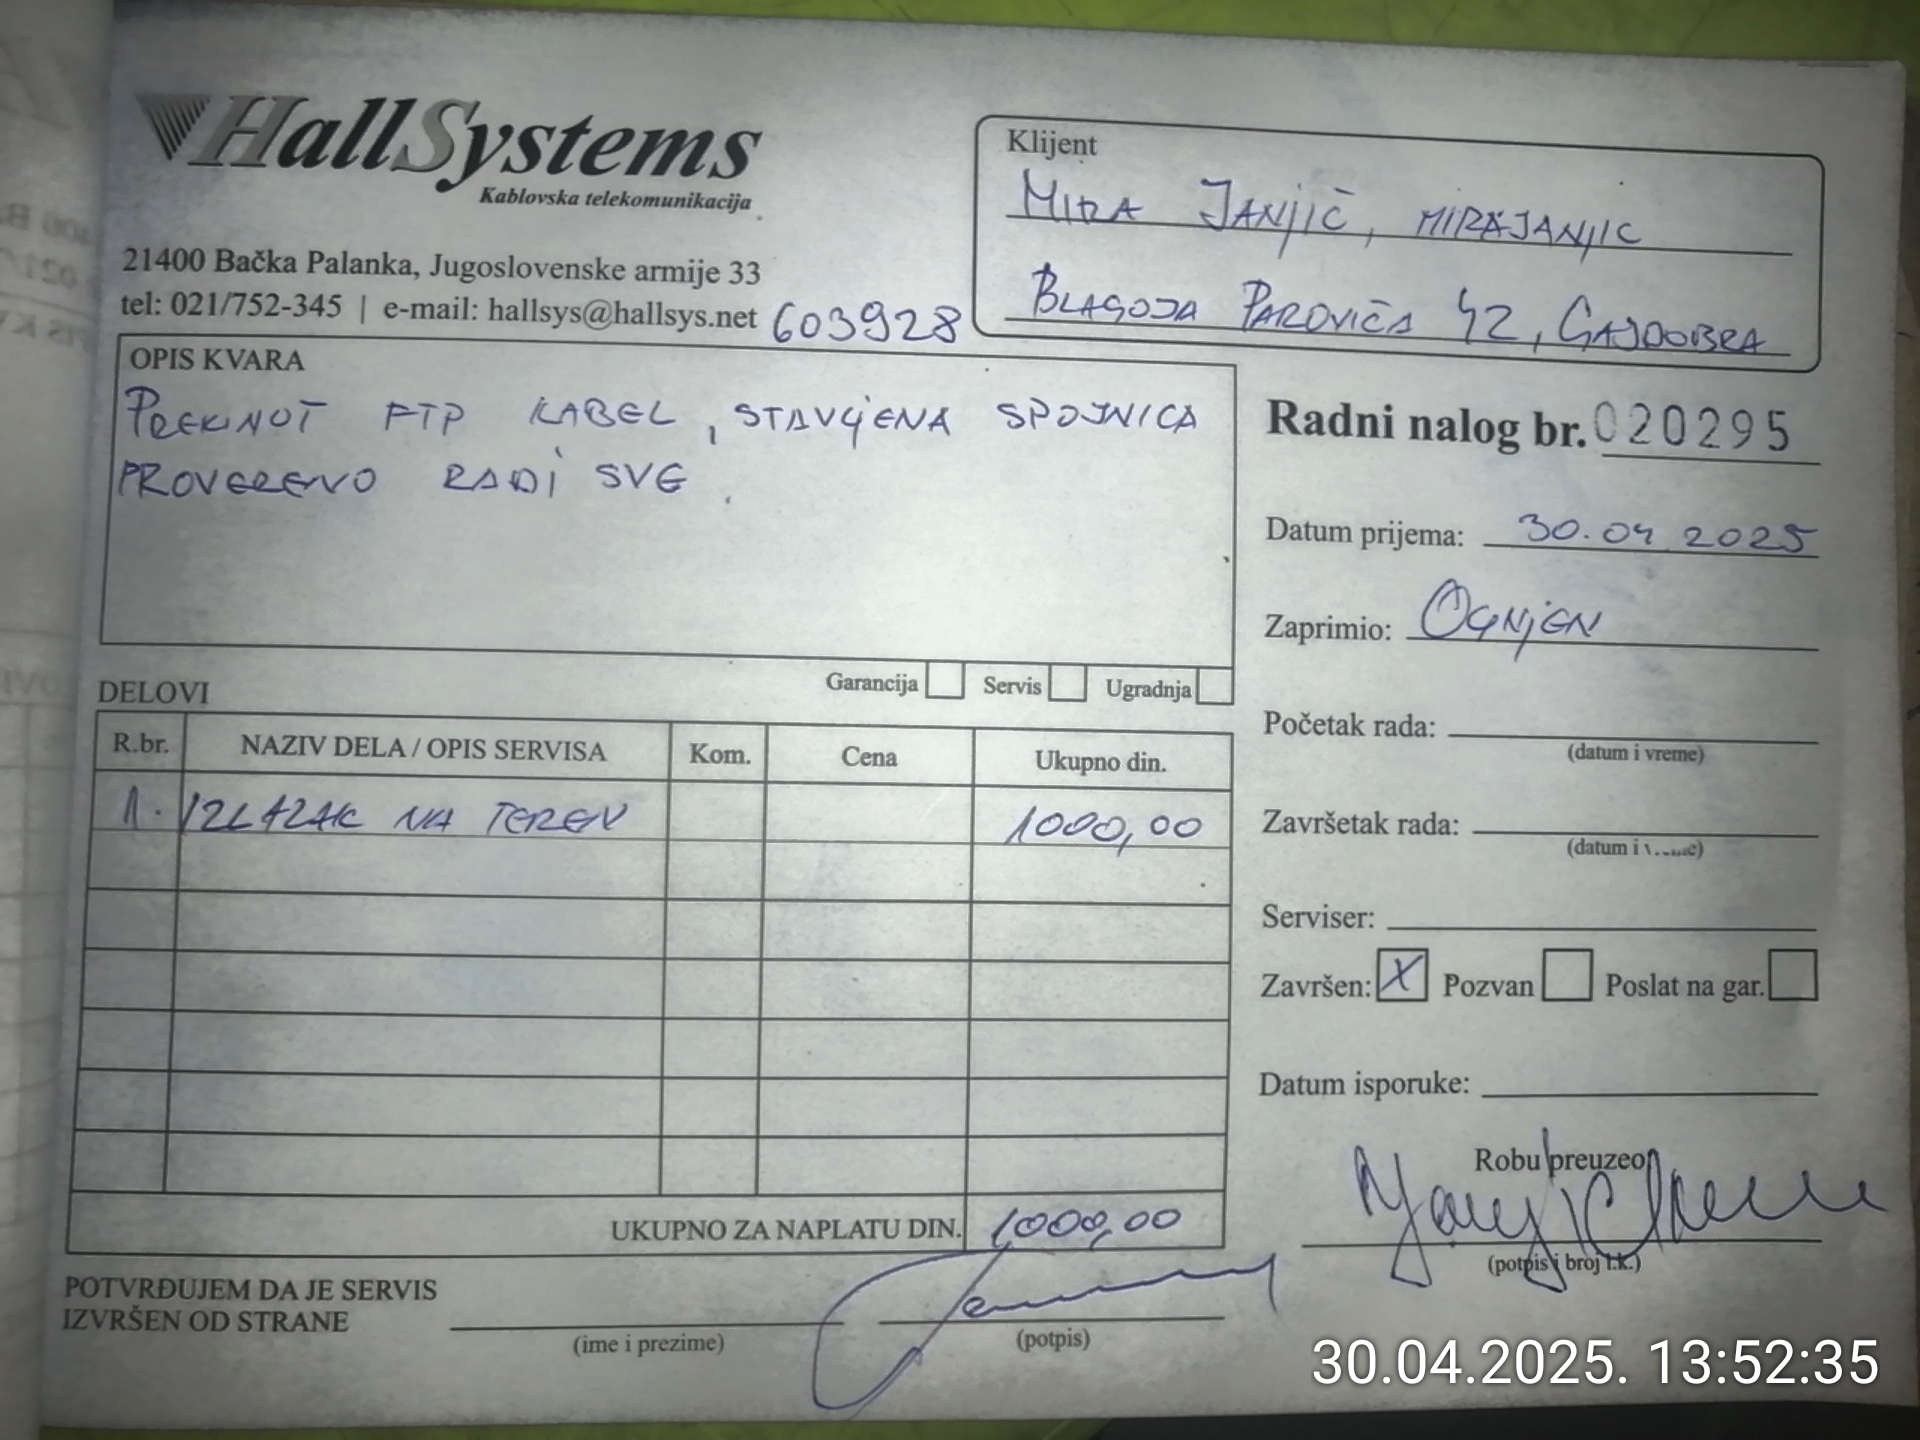 HallSystems
Kablovska telekomunikacija
21400 Bačka Palanka, Jugoslovenske armije 33
tel: 021/752-345 | e-mail: hallsys@hallsys.net
603928
Klijent
MIRA JANJIĆ, MIRAJANJIC
BLAGOJA PAROVIĆA 42, GAJDOBRA
OPIS KVARA
PREKINUT FTP KABEL, STAVLJENA SPOJNICA
PROVERENO RADI SVE
Garancija Servis Ugradnja
Radni nalog br. 020295
Datum prijema: 30.04 2025
Zaprimio: OGNJEN
Početak rada:
(datum i vreme)
Završetak rada:
(datum i
Serviser:
Završen: X Pozvan Poslat na gar.
Datum isporuke:
Robu preuzeo
(potpis i broj l.k.)
DELOVI
R.br. NAZIV DELA / OPIS SERVISA Kom. Cena Ukupno din.
1. IZLAZAK NA TEREN 1000,00
UKUPNO ZA NAPLATU DIN. 1000,00
POTVRĐUJEM DA JE SERVIS
IZVRŠEN OD STRANE
(ime i prezime)
(potpis)
30.04.2025. 13:52:35